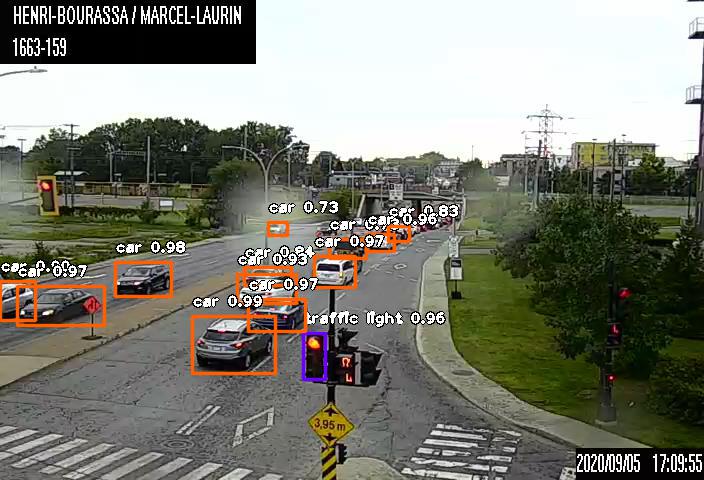 HENRI-BOURASSA / MARCEL-LAURIN
1663-159
car 0.73
car 0.83
car 0.96
car 0.97
car 0.98
car 0.93
car 0.97
car 0.97
car 0.99
traffic light 0.96
3,95 m
2020/09/05 17:09:55